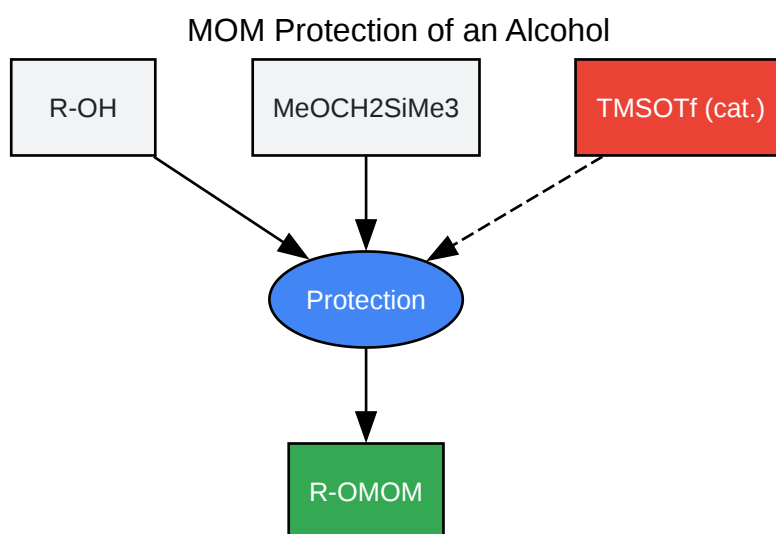 MOM Protection of an Alcohol
R-OH
MeOCH2SiMe3
TMSOTf (cat.)
Protection
R-OMOM